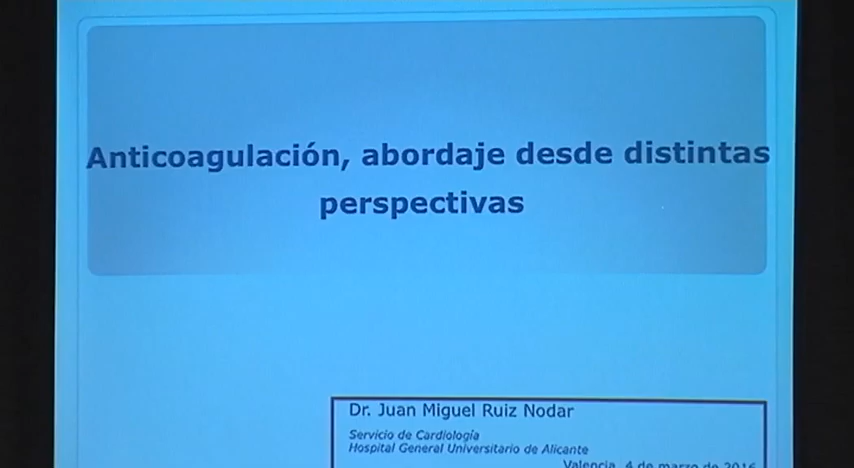 Anticoagulación, abordaje desde distintas
perspectivas
Dr. Juan Miguel Ruiz Nodar
Servicio de Cardiología
Hospital General Universitario de Alicante
Valencia, 4 de marzo de 2016